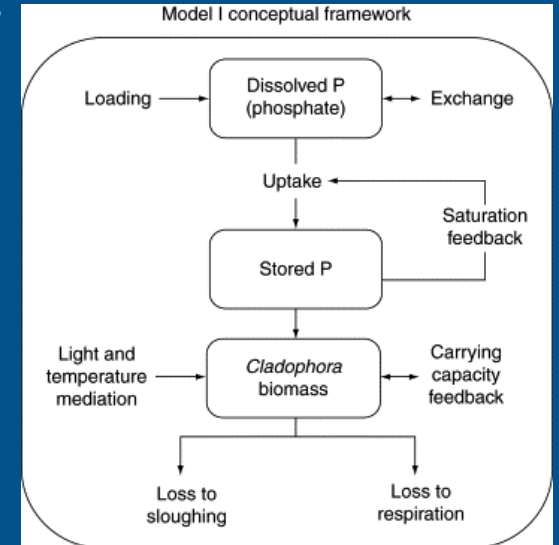 Model I conceptual framework
Dissolved P
(phosphate)
Loading
Exchange
Uptake
Saturation
feedback
Stored P
Light and
temperature
mediation
Cladophora
biomass
Carrying
capacity
feedback
Loss to
sloughing
Loss to
respiration